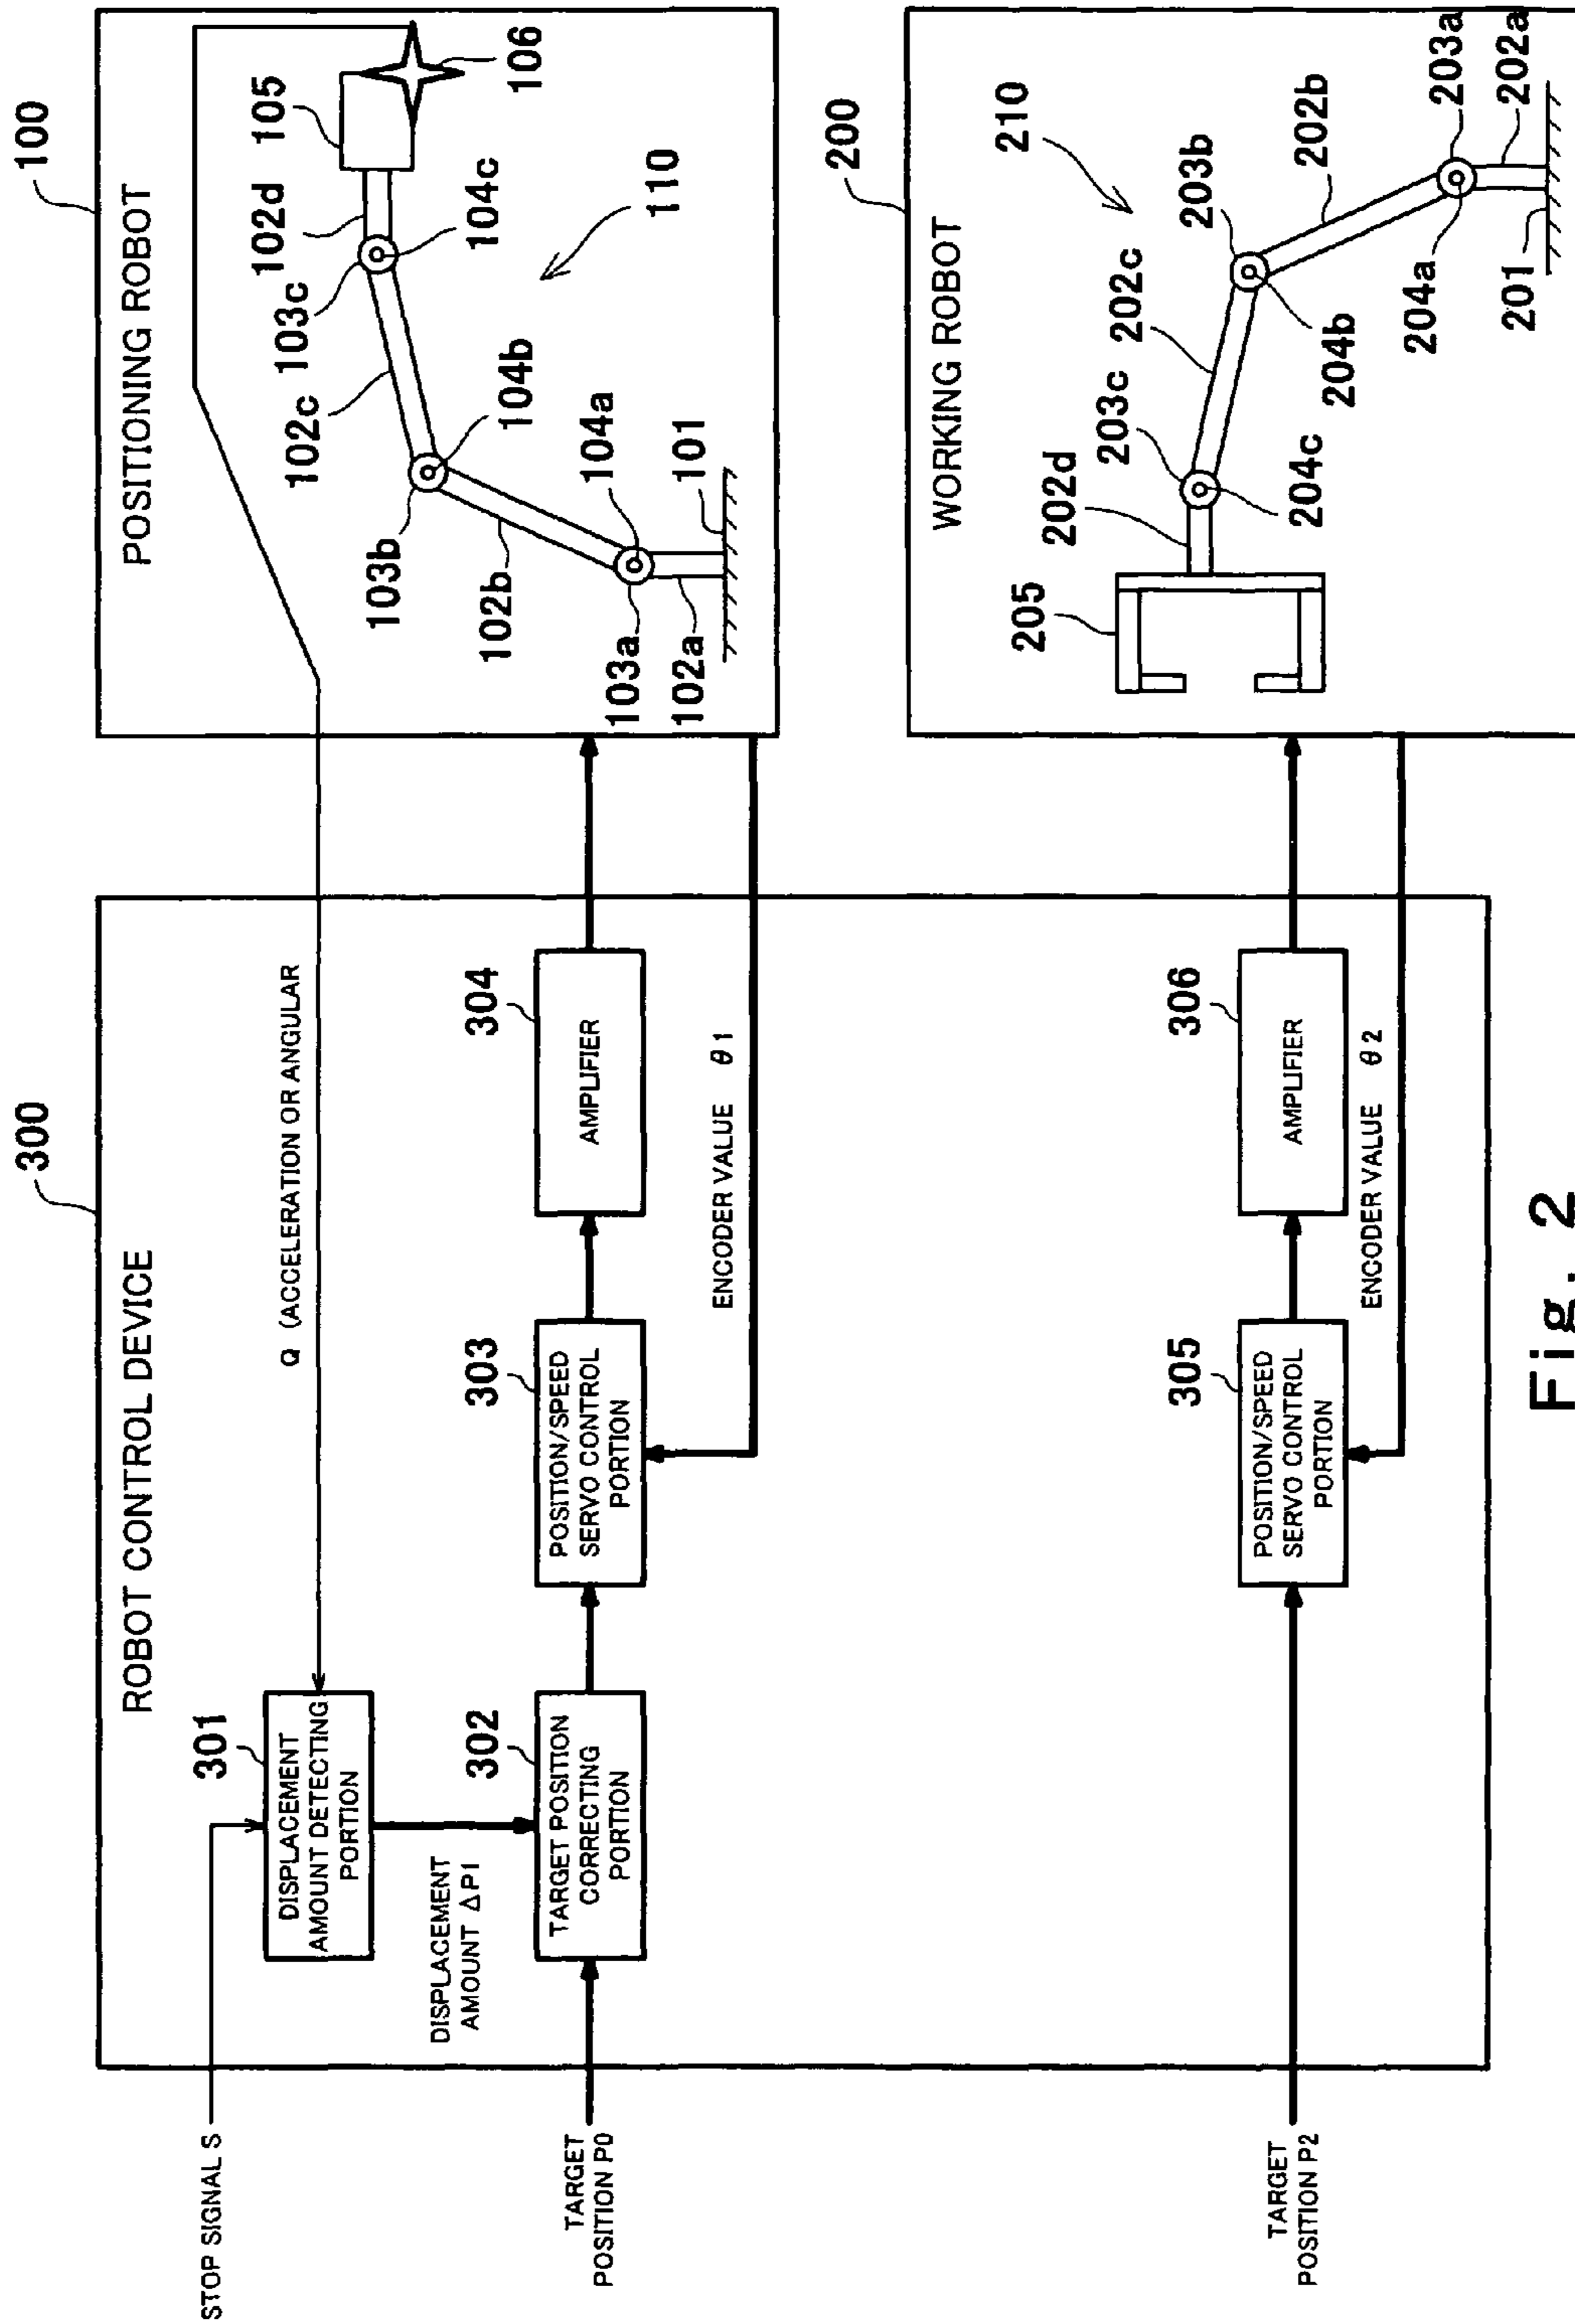 300
ROBOT CONTROL DEVICE
STOP SIGNAL S
301
DISPLACEMENT
AMOUNT DETECTING
PORTION
Q (ACCELERATION OR ANGULAR
DISPLACEMENT
AMOUNT ΔP1
TARGET
POSITION P0
302
TARGET POSITION
CORRECTING
PORTION
303
POSITION/SPEED
SERVO CONTROL
PORTION
304
AMPLIFIER
ENCODER VALUE θ1
TARGET
POSITION P2
305
POSITION/SPEED
SERVO CONTROL
PORTION
306
AMPLIFIER
ENCODER VALUE θ2
100
POSITIONING ROBOT
105
106
102d
104c
103c
110
102c
104b
103b
104a
102b
101
103a
102a
200
WORKING ROBOT
210
203b
202b
203a
202a
202c
204b
204a
201
203c
204c
202d
205
Fig. 2